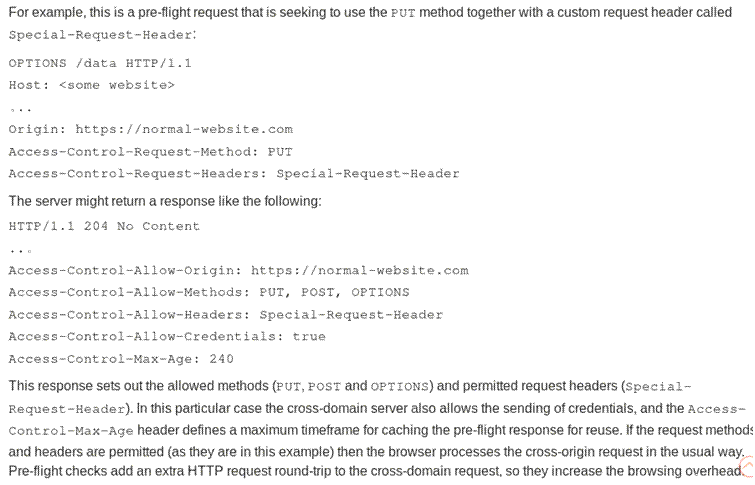 For example, this is a pre-flight request that is seeking to use the PUT method together with a custom request header called
Special-Request-Header:
OPTIONS /data HTTP/1.1
Host: <some website>
...
Origin: https://normal-website.com
Access-Control-Request-Method: PUT
Access-Control-Request-Headers: Special-Request-Header
The server might return a response like the following:
HTTP/1.1 204 No Content
...
Access-Control-Allow-Origin: https://normal-website.com
Access-Control-Allow-Methods: PUT, POST, OPTIONS
Access-Control-Allow-Headers: Special-Request-Header
Access-Control-Allow-Credentials: true
Access-Control-Max-Age: 240
This response sets out the allowed methods (PUT, POST and OPTIONS) and permitted request headers (Special-
Request-Header). In this particular case the cross-domain server also allows the sending of credentials, and the Access-
Control-Max-Age header defines a maximum timeframe for caching the pre-flight response for reuse. If the request methods
and headers are permitted (as they are in this example) then the browser processes the cross-origin request in the usual way.
Pre-flight checks add an extra HTTP request round-trip to the cross-domain request, so they increase the browsing overhead.